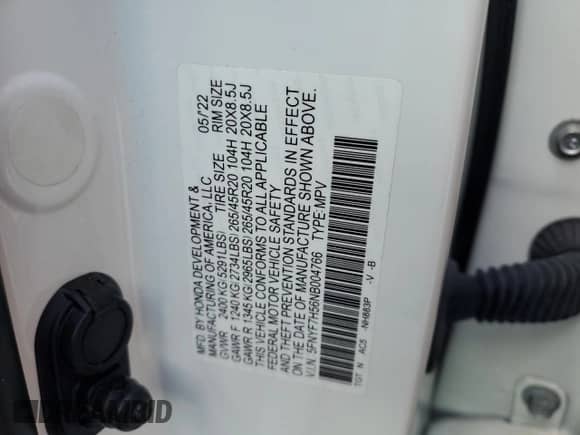 MFD. BY HONDA DEVELOPMENT & 05/22
MANUFACTURING OF AMERICA, LLC
GVWR 2400 KG(5291LBS) TIRE SIZE RIM SIZE
GAWR F 1240 KG(2734LBS) 265/45R20 104H 20X8.5J
GAWR R 1345 KG(2965LBS) 265/45R20 104H 20X8.5J
THIS VEHICLE CONFORMS TO ALL APPLICABLE
FEDERAL MOTOR VEHICLE SAFETY
AND THEFT PREVENTION STANDARDS IN EFFECT
ON THE DATE OF MANUFACTURE SHOWN ABOVE.
V.I.N. 5FNYF7H56NB004766 TYPE:MPV
TGT N AC5 NH883P -V -B